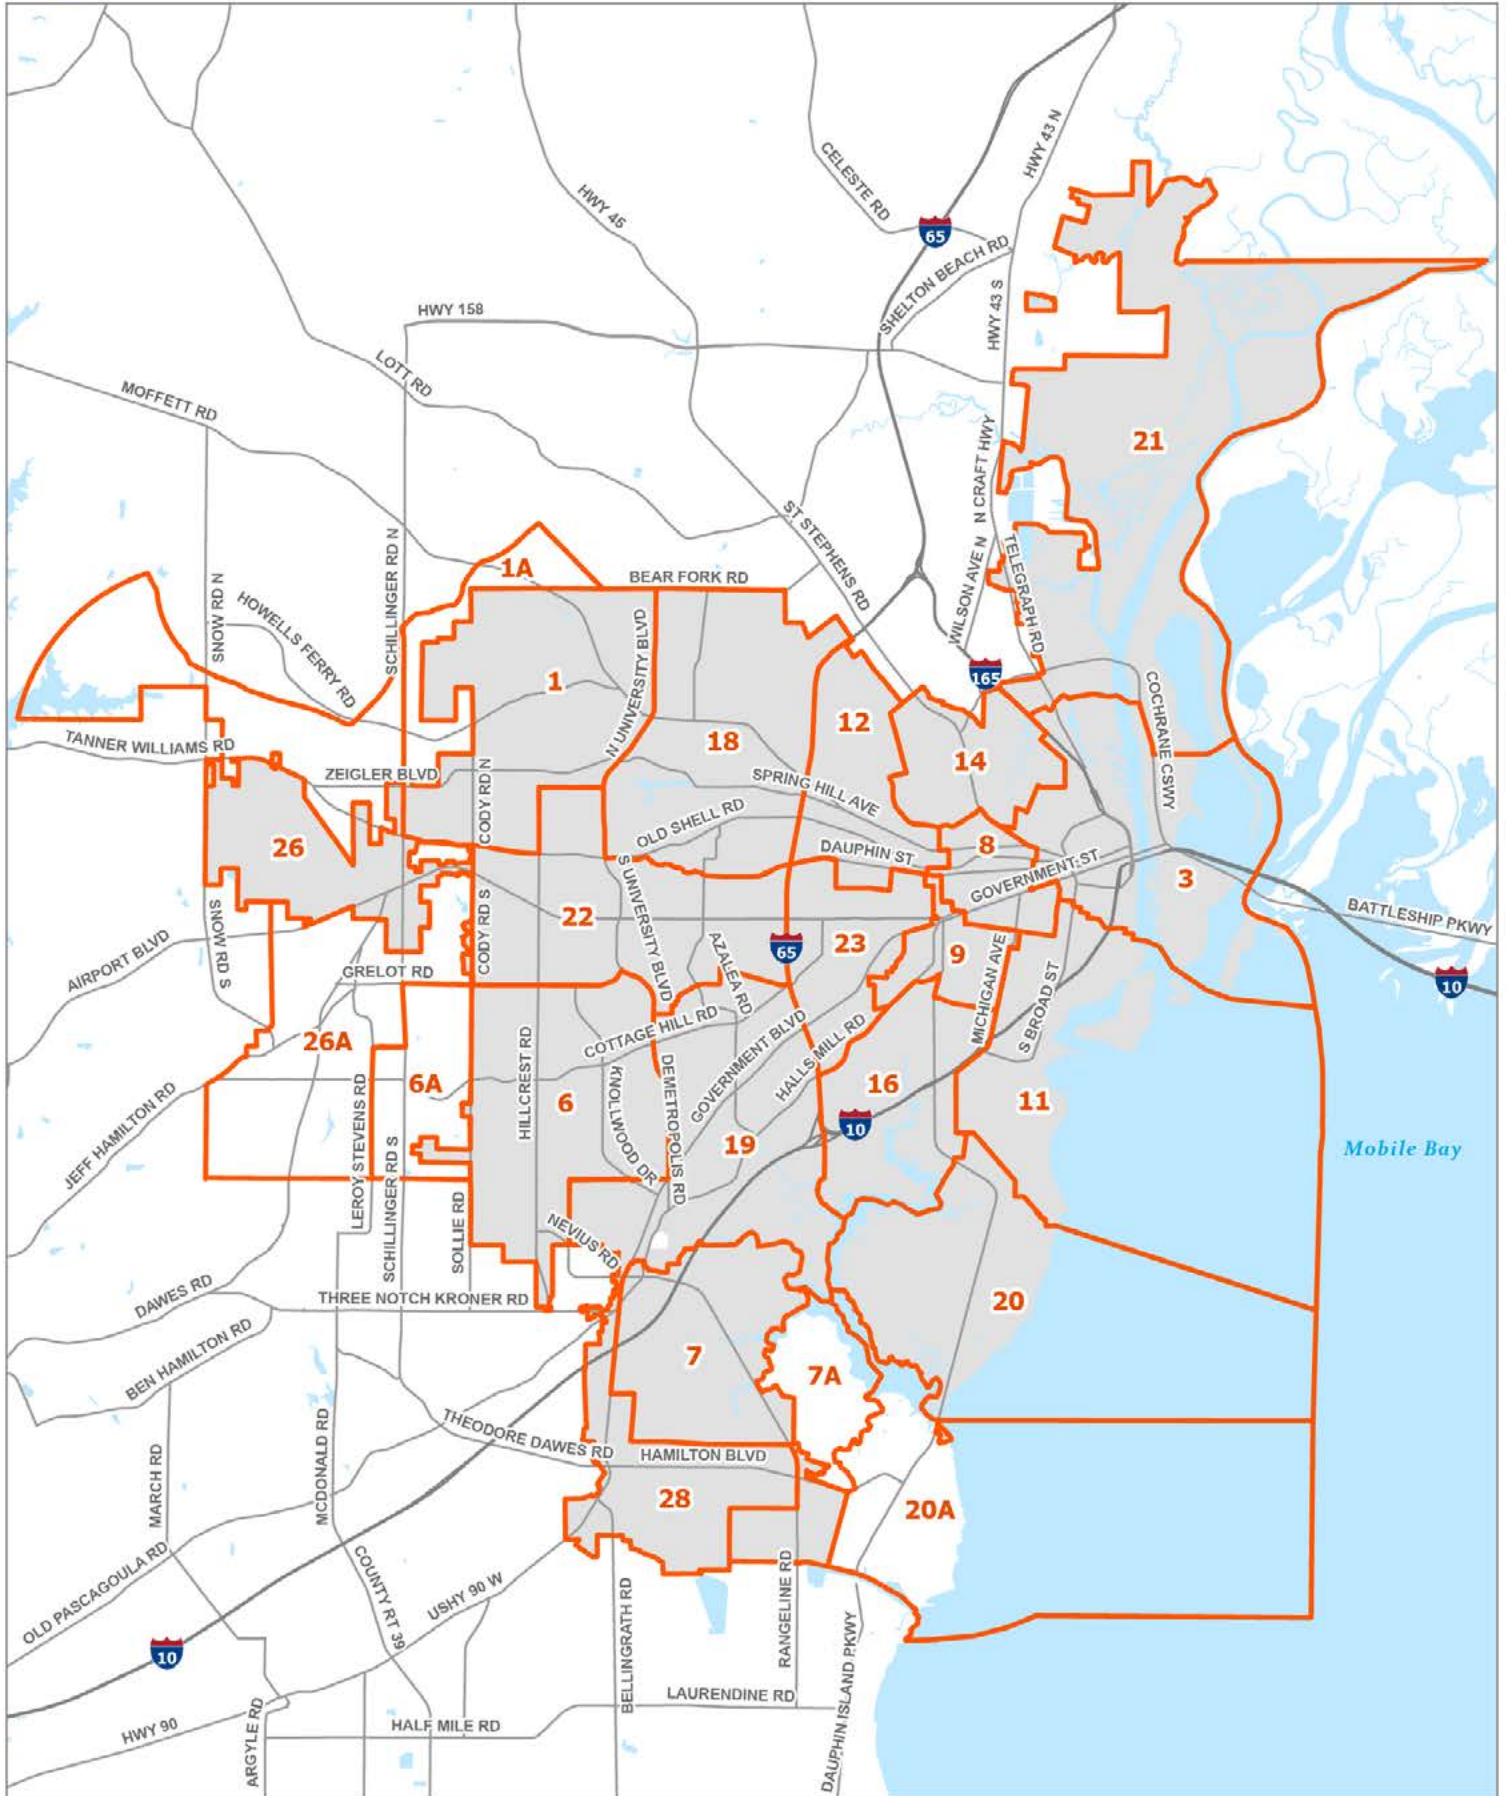 HWY 43 N
CELESTE RD
HWY 45
65
SHELTON BEACH RD
HWY 158
HWY 43 S
LOTT RD
MOFFETT RD
21
N CRAFT HWY
ST STEPHENS RD
WILSON AVE N
TELEGRAPH RD
SCHILLINGER RD N
1A
BEAR FORK RD
SNOW RD N
HOWELLS FERRY RD
N UNIVERSITY BLVD
165
1
COCHRANE CSWY
12
18
TANNER WILLIAMS RD
14
ZEIGLER BLVD
SPRING HILL AVE
CODY RD N
OLD SHELL RD
26
DAUPHIN ST
8
GOVERNMENT ST
3
S UNIVERSITY BLVD
BATTLESHIP PKWY
22
CODY RD S
SNOW RD S
AIRPORT BLVD
AZALEA RD
65
23
9
MICHIGAN AVE
GRELOT RD
10
S BROAD ST
COTTAGE HILL RD
26A
GOVERNMENT BLVD
HALLS MILL RD
6A
16
HILLCREST RD
6
KNOLLWOOD DR
DEMETROPOLIS RD
11
JEFF HAMILTON RD
LEROY STEVENS RD
10
19
Mobile Bay
SCHILLINGER RD S
SOLLIE RD
NEVIUS RD
DAWES RD
THREE NOTCH KRONER RD
20
BEN HAMILTON RD
7
7A
MCDONALD RD
THEODORE DAWES RD
HAMILTON BLVD
MARCH RD
28
20A
OLD PASCAGOULA RD
COUNTY RT 39
USHY 90 W
RANGELINE RD
BELLINGRATH RD
DAUPHIN ISLAND PKWY
10
LAURENDINE RD
HWY 90
HALF MILE RD
ARGYLE RD